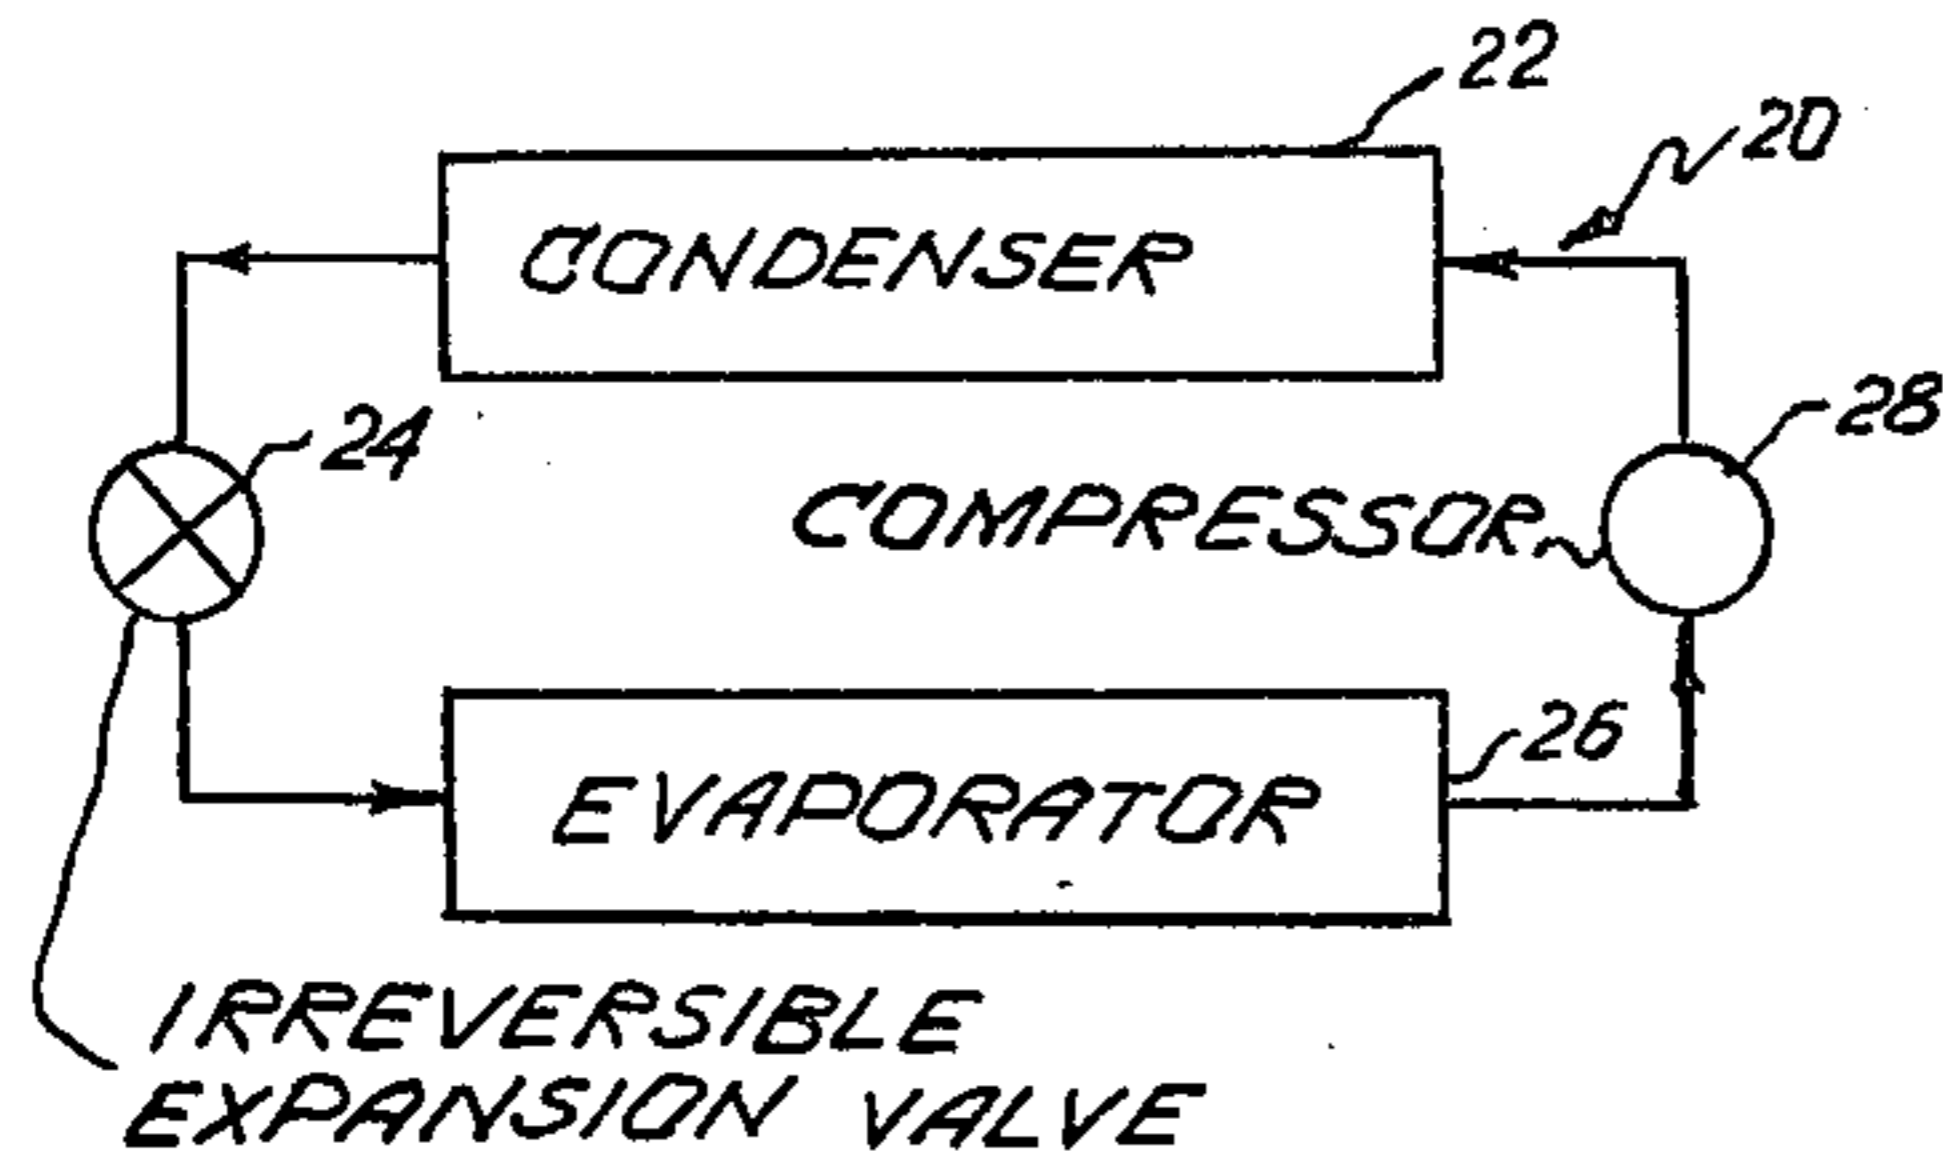 22
20
CONDENSER
24
28
COMPRESSOR
26
EVAPORATOR
IRREVERSIBLE
EXPANSION VALVE